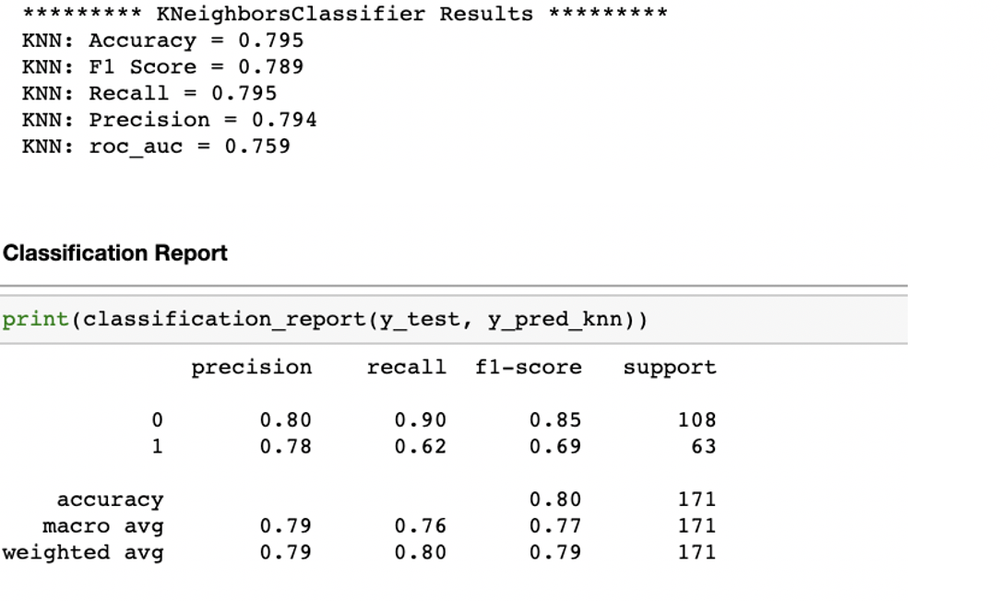 ********* KNeighborsClassifier Results *********
KNN: Accuracy = 0.795
KNN: F1 Score = 0.789
KNN: Recall = 0.795
KNN: Precision = 0.794
KNN: roc_auc = 0.759
Classification Report
print(classification_report(y_test, y_pred_knn))
precision recall f1-score support
0 0.80 0.90 0.85 108
1 0.78 0.62 0.69 63
accuracy 0.80 171
macro avg 0.79 0.76 0.77 171
weighted avg 0.79 0.80 0.79 171